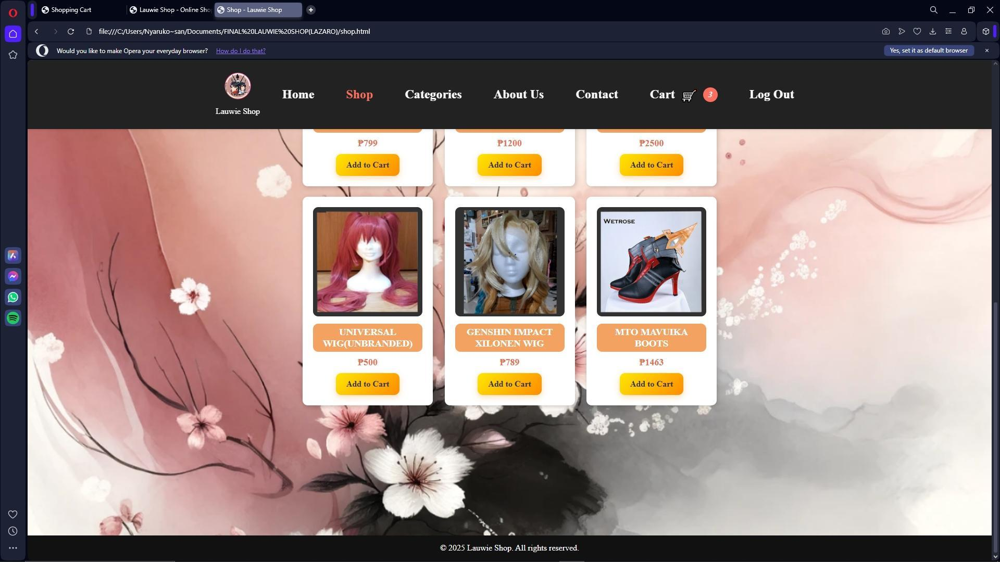 Shopping Cart
Lauwie Shop - Online Sho
Shop - Lauwie Shop
file:///C:/Users/Nyaruko~san/Documents/FINAL%20LAUWIE%20SHOP(LAZARO)/shop.html
Would you like to make Opera your everyday browser? How do I do that?
Yes, set it as default browser
Lauwie Shop
Home
Shop
Categories
About Us
Contact
Cart 3
Log Out
₱799
₱1200
₱2500
Add to Cart
Add to Cart
Add to Cart
WETROSE
UNIVERSAL
WIG(UNBRANDED)
₱500
Add to Cart
GENSHIN IMPACT
XILONEN WIG
₱789
Add to Cart
MTO MAVUIKA
BOOTS
₱1463
Add to Cart
© 2025 Lauwie Shop. All rights reserved.